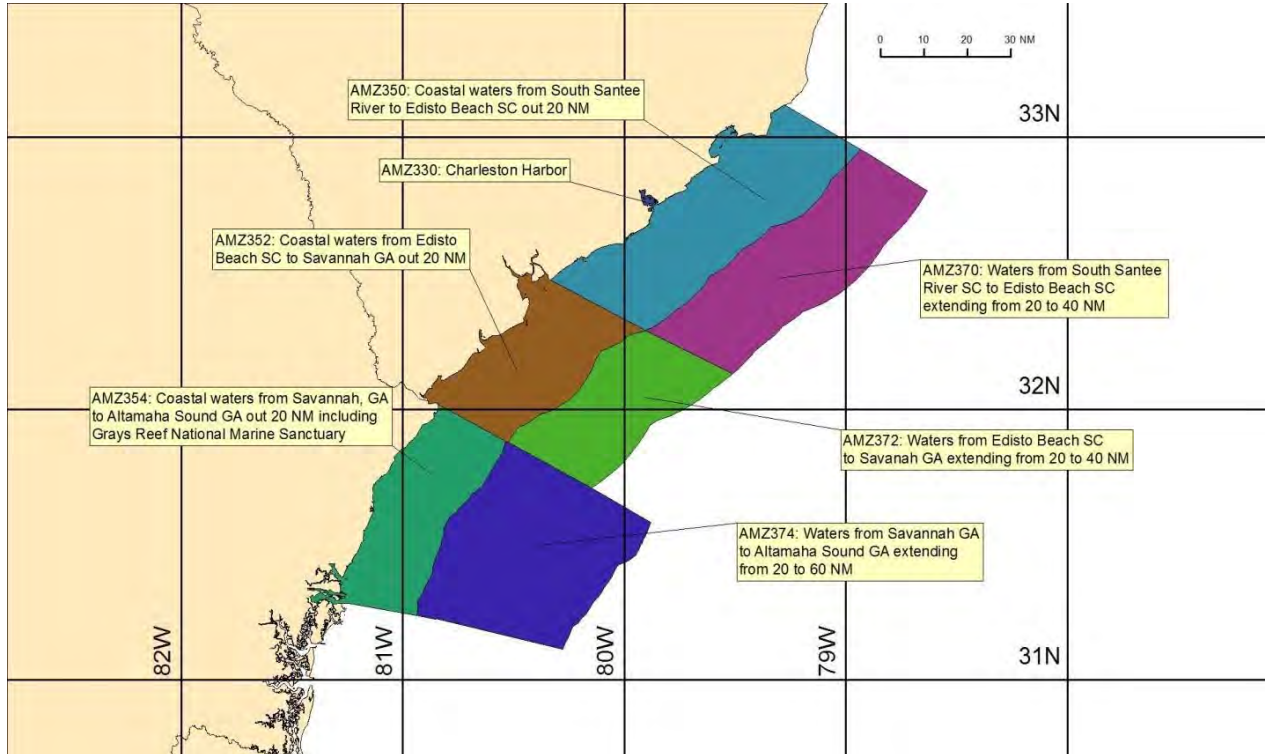 0 10 20 30 NM
AMZ350: Coastal waters from South Santee
River to Edisto Beach SC out 20 NM
33N
AMZ330: Charleston Harbor
AMZ352: Coastal waters from Edisto
Beach SC to Savannah GA out 20 NM
AMZ370: Waters from South Santee
River SC to Edisto Beach SC
extending from 20 to 40 NM
AMZ354: Coastal waters from Savannah, GA
to Altamaha Sound GA out 20 NM including
Grays Reef National Marine Sanctuary
32N
AMZ372: Waters from Edisto Beach SC
to Savanah GA extending from 20 to 40 NM
AMZ374: Waters from Savannah GA
to Altamaha Sound GA extending
from 20 to 60 NM
82W
81W
80W
79W
31N